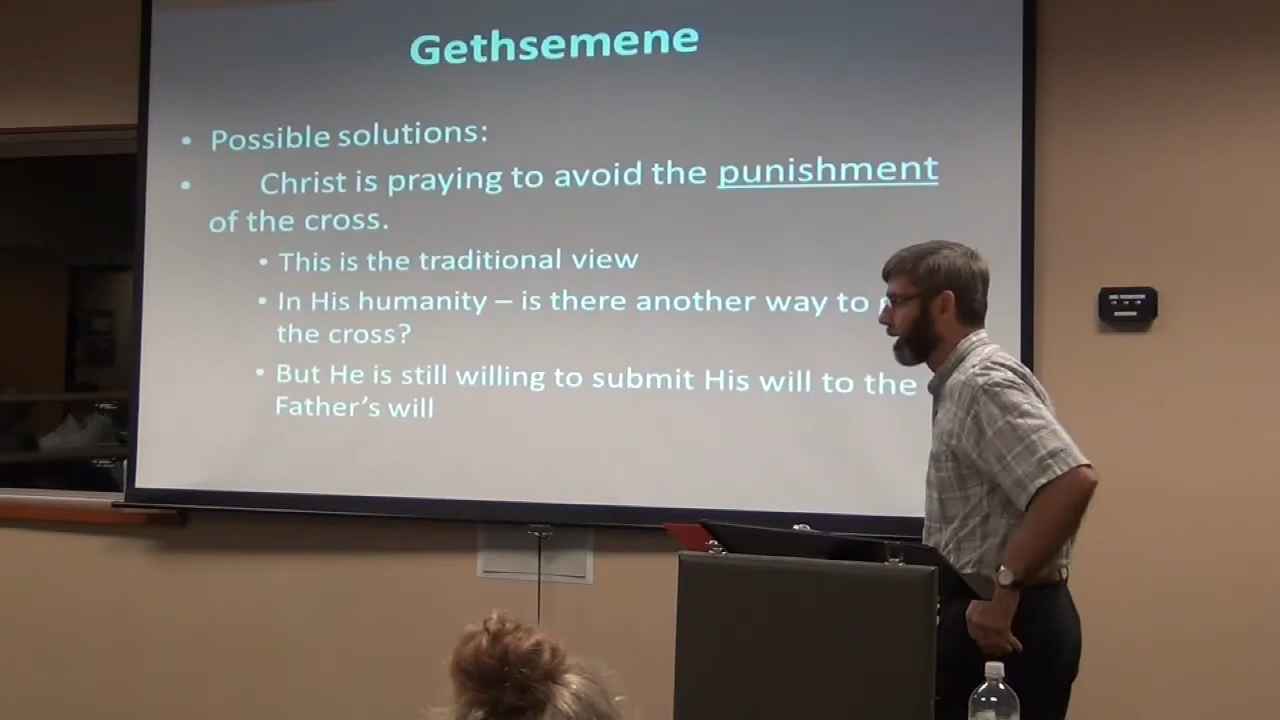 Gethsemene
• Possible solutions:
• Christ is praying to avoid the punishment
of the cross.
• This is the traditional view
• In His humanity – is there another way to
the cross?
• But He is still willing to submit His will to the
Father's will